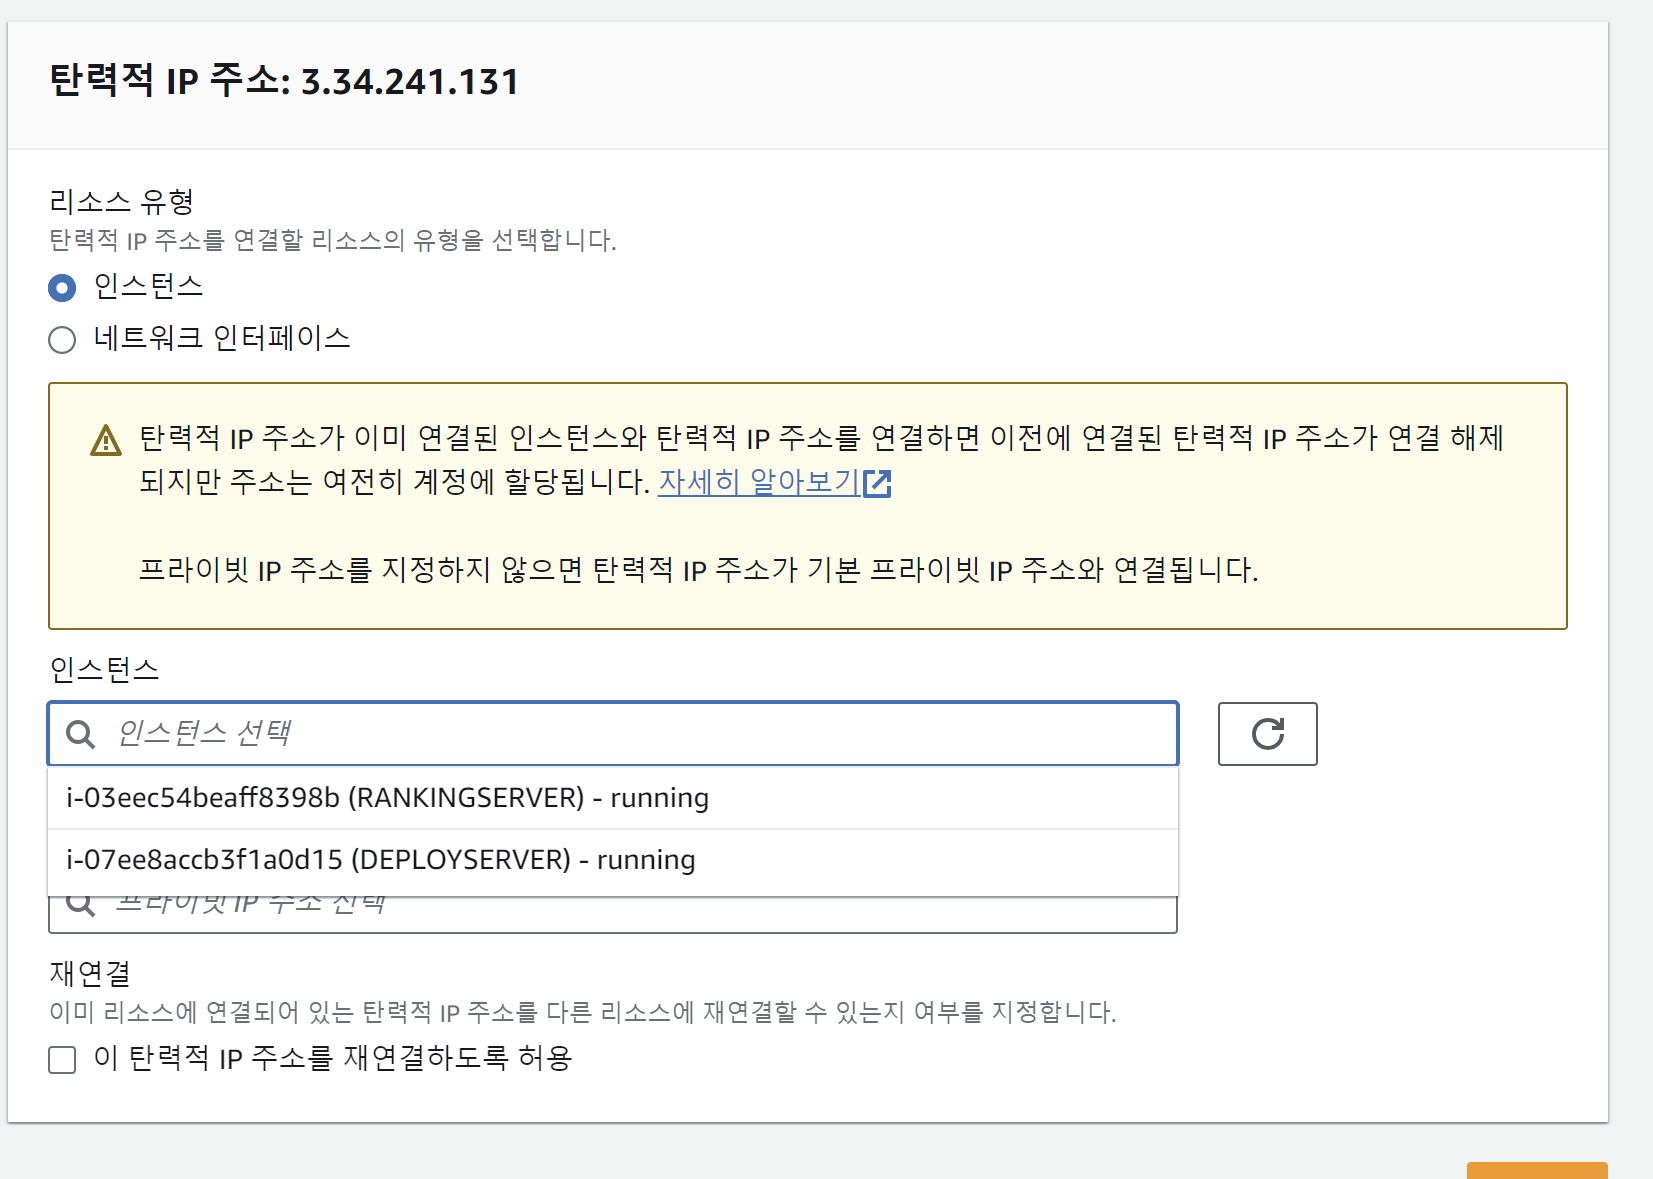 탄력적 IP 주소: 3.34.241.131
리소스 유형
탄력적 IP 주소를 연결할 리소스의 유형을 선택합니다.
인스턴스
네트워크 인터페이스
탄력적 IP 주소가 이미 연결된 인스턴스와 탄력적 IP 주소를 연결하면 이전에 연결된 탄력적 IP 주소가 연결 해제
되지만 주소는 여전히 계정에 할당됩니다. 자세히 알아보기
프라이빗 IP 주소를 지정하지 않으면 탄력적 IP 주소가 기본 프라이빗 IP 주소와 연결됩니다.
인스턴스
인스턴스 선택
i-03eec54beaff8398b (RANKINGSERVER) - running
i-07ee8accb3f1a0d15 (DEPLOYSERVER) - running
프라이빗 IP 주소 선택
재연결
이미 리소스에 연결되어 있는 탄력적 IP 주소를 다른 리소스에 재연결할 수 있는지 여부를 지정합니다.
이 탄력적 IP 주소를 재연결하도록 허용